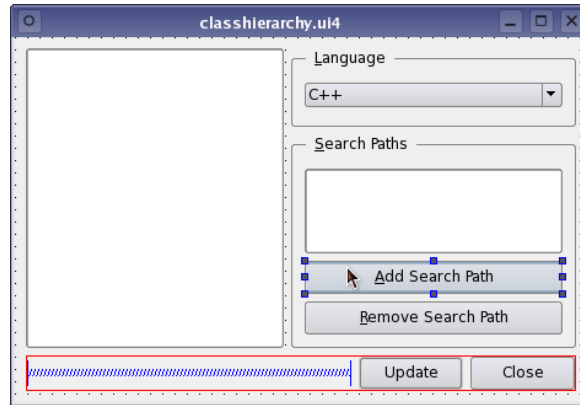 classhierarchy.ui4
Language
C++
Search Paths
Add Search Path
Remove Search Path
Update
Close